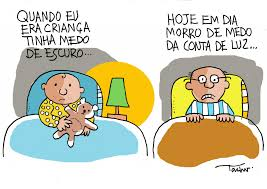 QUANDO EU
ERA CRIANÇA
TINHA MEDO
DE ESCURO...
HOJE EM DIA
MORRO DE MEDO
DA CONTA DE LUZ...